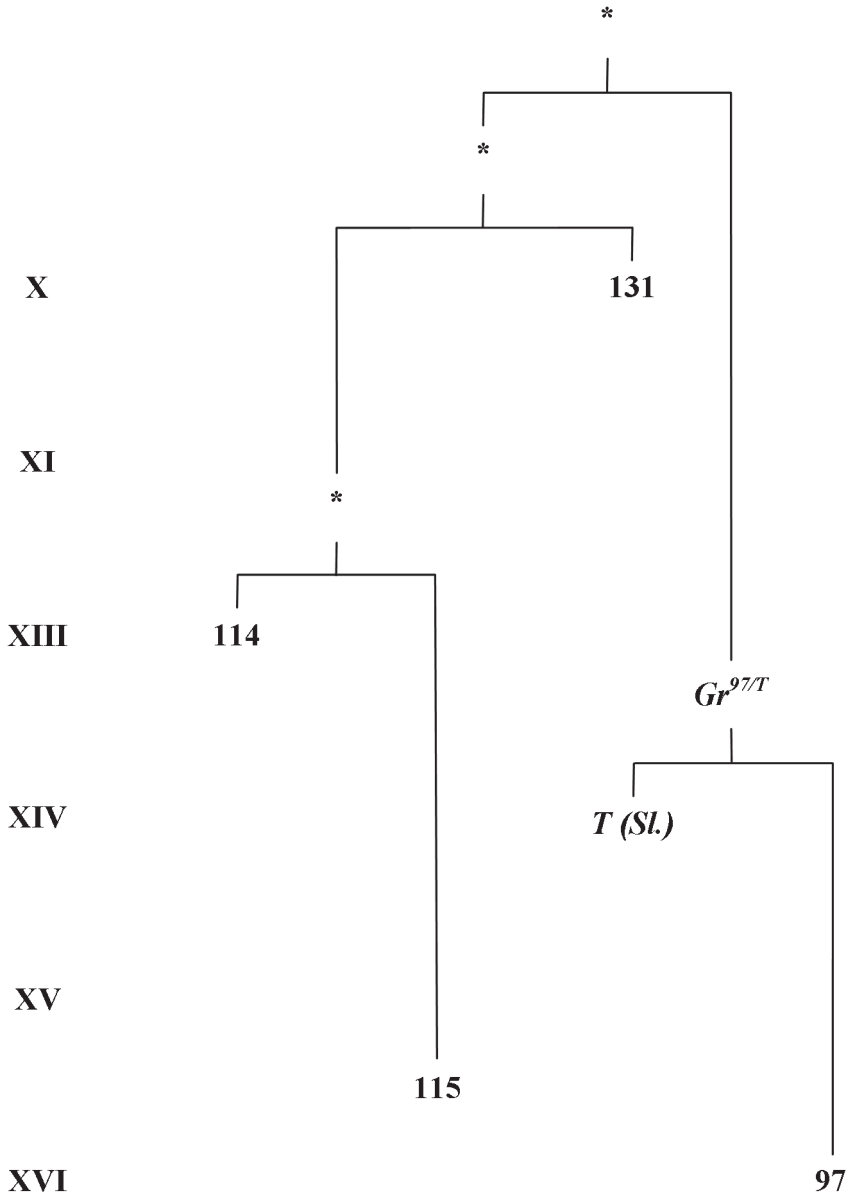 *
*
X 131
XI
*
XIII 114
Gr97/T
XIV T (Sl.)
XV
115
XVI 97